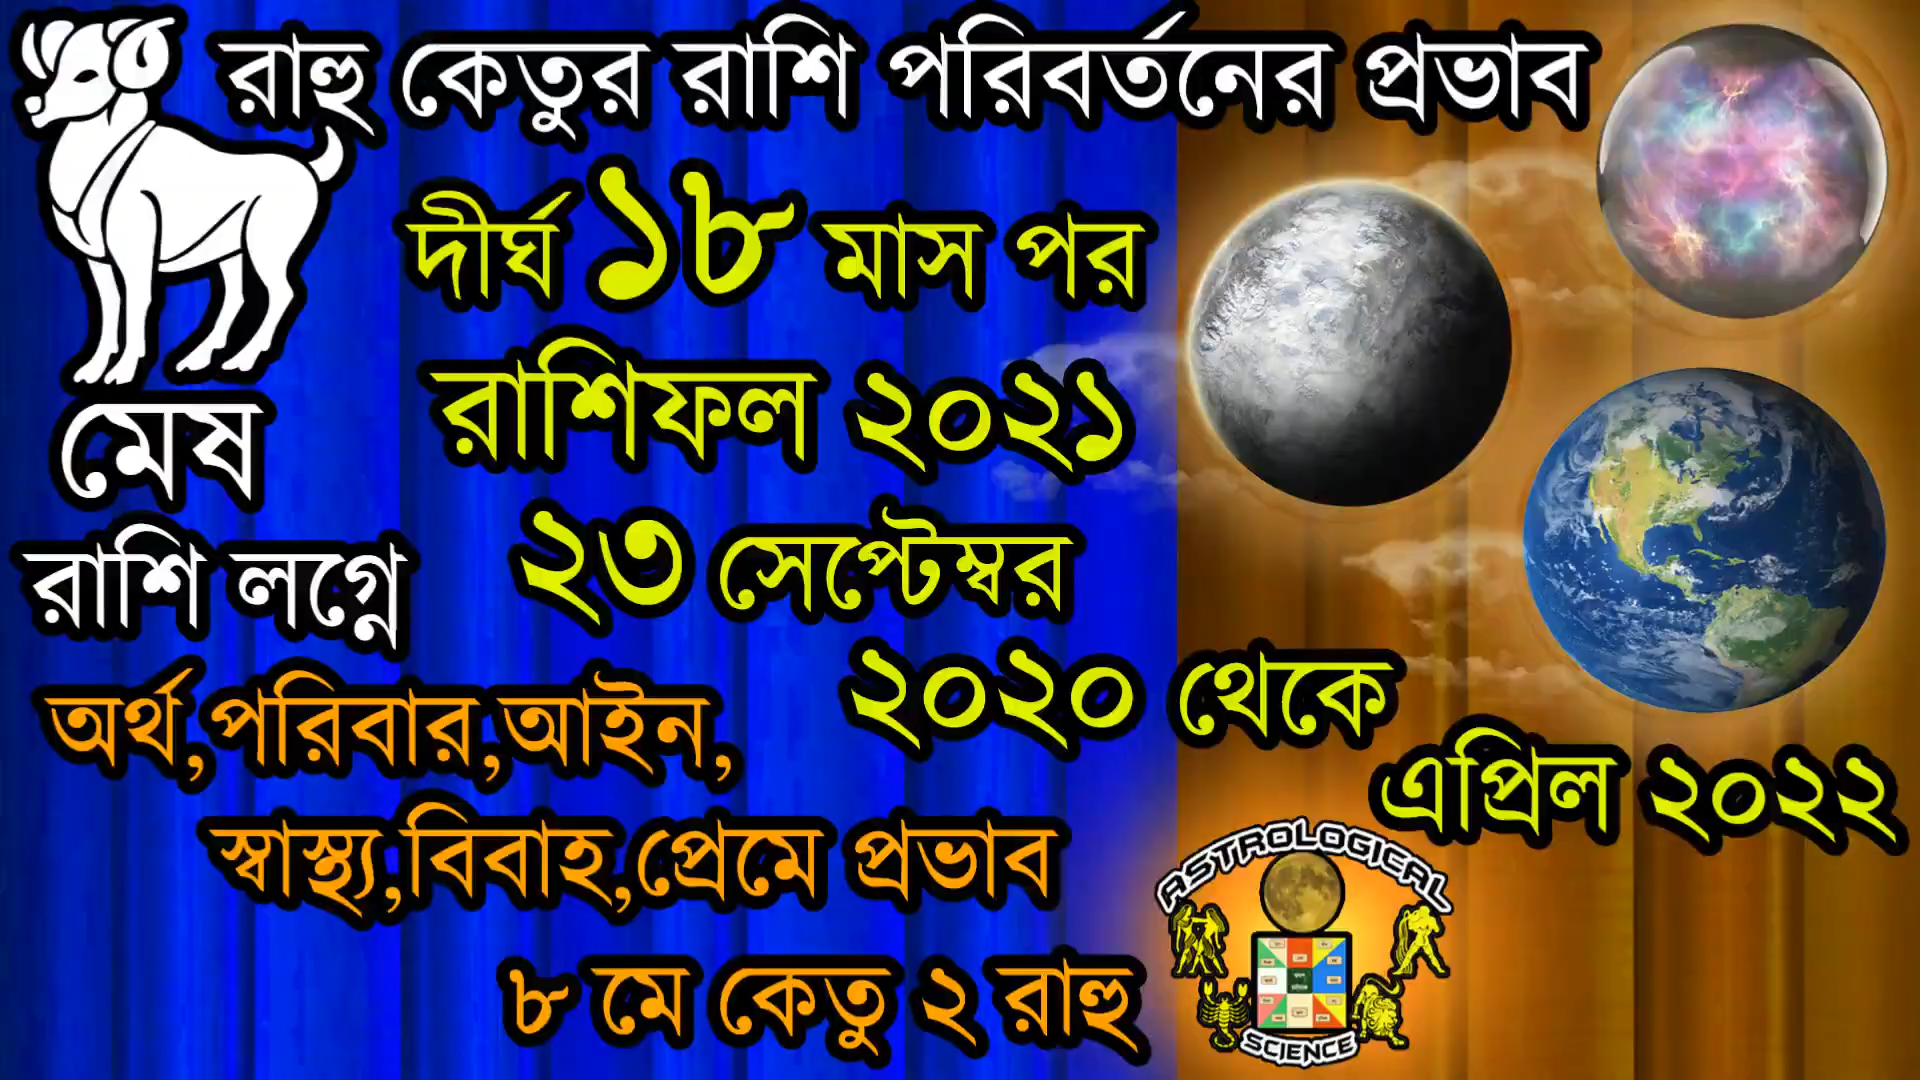 রাহু কেতুর রাশি পরিবর্তনের প্রভাব
দীর্ঘ ১৮ মাস পর
রাশিফল ২০২১
মেষ
২৩ সেপ্টেম্বর
রাশি লগ্নে
২০২০ থেকে
অর্থ,পরিবার,আইন,
এপ্রিল ২০২২
স্বাস্থ্য,বিবাহ,প্রেমে প্রভাব
৮ মে কেতু ২ রাহু
ASTROLOGICAL
SCIENCE